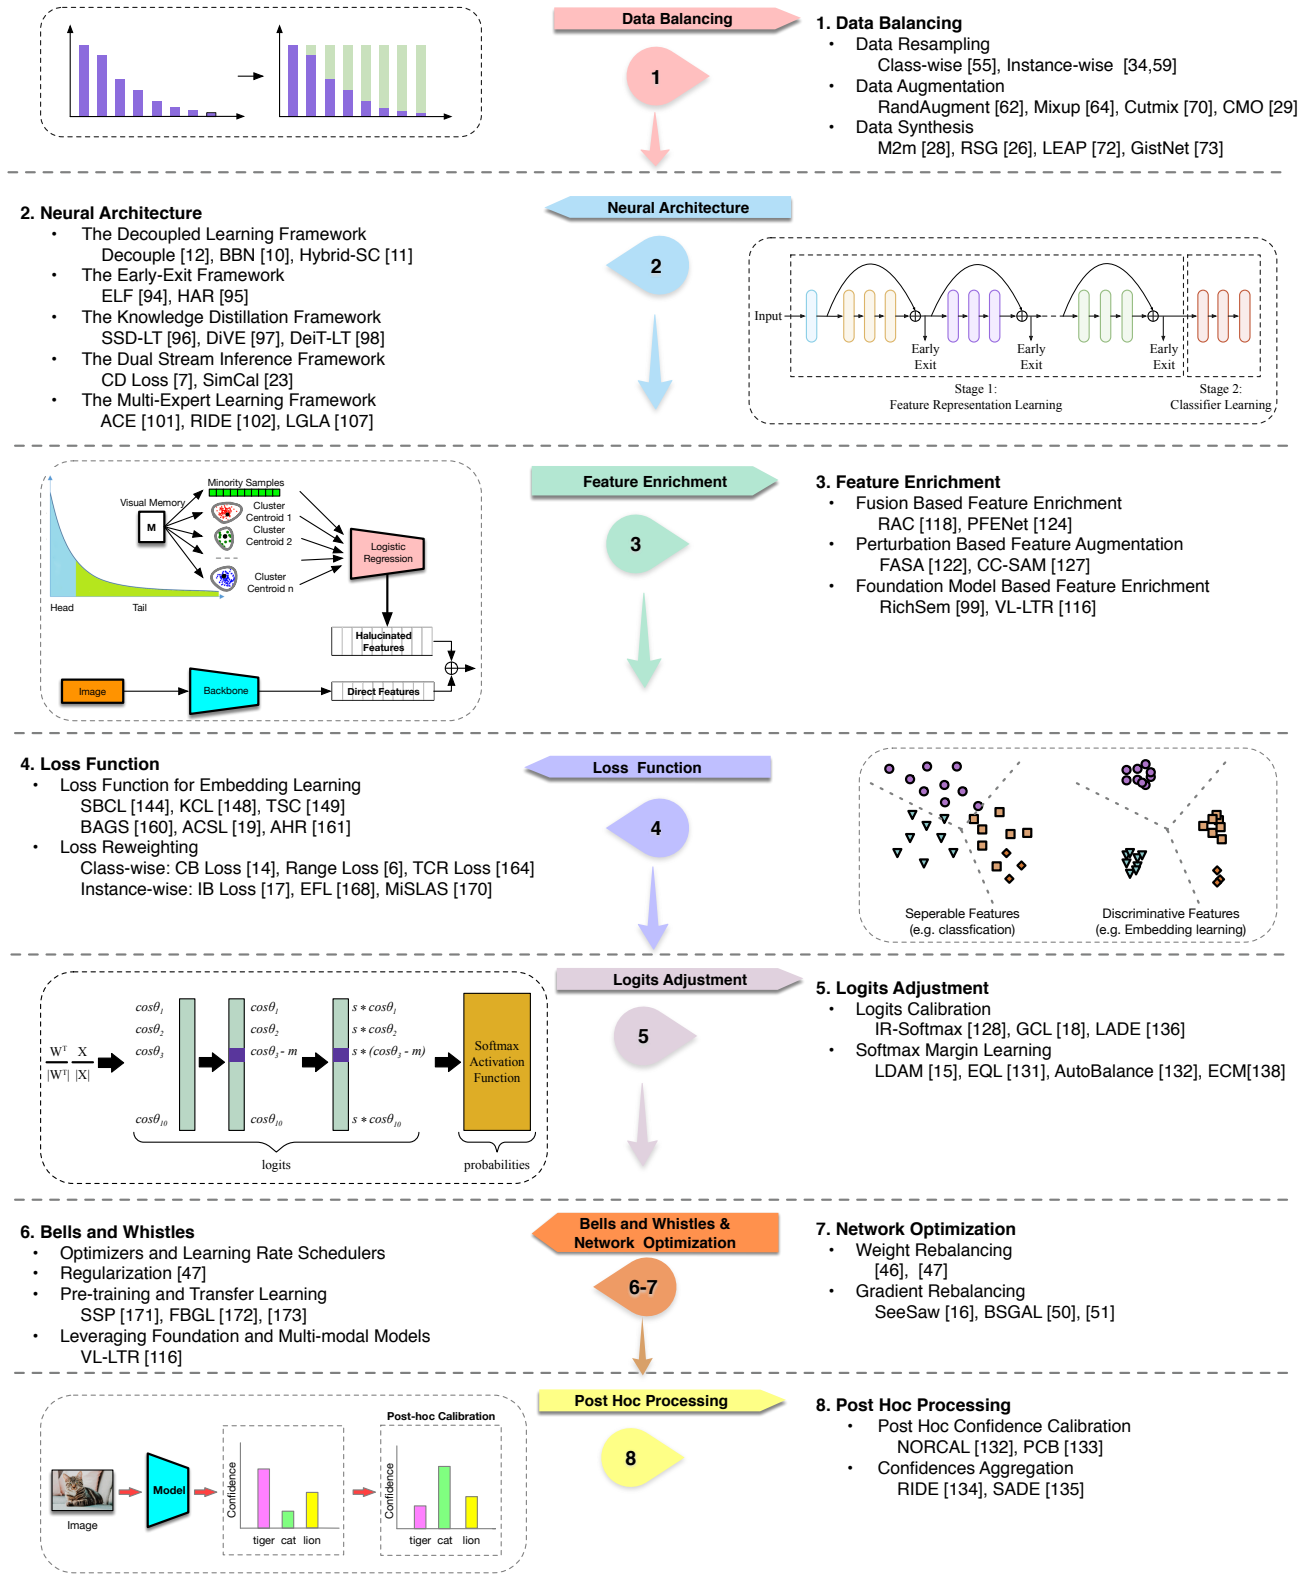 Data Balancing
1
1. Data Balancing
• Data Resampling
Class-wise [55], Instance-wise [34,59]
• Data Augmentation
RandAugment [62], Mixup [64], Cutmix [70], CMO [29]
• Data Synthesis
M2m [28], RSG [26], LEAP [72], GistNet [73]
2. Neural Architecture
• The Decoupled Learning Framework
Decouple [12], BBN [10], Hybrid-SC [11]
• The Early-Exit Framework
ELF [94], HAR [95]
• The Knowledge Distillation Framework
SSD-LT [96], DiVE [97], DeiT-LT [98]
• The Dual Stream Inference Framework
CD Loss [7], SimCal [23]
• The Multi-Expert Learning Framework
ACE [101], RIDE [102], LGLA [107]
Neural Architecture
2
Input
Early
Exit
Early
Exit
Early
Exit
Stage 1:
Feature Representation Learning
Stage 2:
Classifier Learning
Visual Memory
M
Minority Samples
Cluster
Centroid 1
Cluster
Centroid 2
Cluster
Centroid n
Logistic
Regression
Head
Tail
Halucinated
Features
Image
Backbone
Direct Features
Feature Enrichment
3
3. Feature Enrichment
• Fusion Based Feature Enrichment
RAC [118], PFENet [124]
• Perturbation Based Feature Augmentation
FASA [122], CC-SAM [127]
• Foundation Model Based Feature Enrichment
RichSem [99], VL-LTR [116]
4. Loss Function
• Loss Function for Embedding Learning
SBCL [144], KCL [148], TSC [149]
BAGS [160], ACSL [19], AHR [161]
• Loss Reweighting
Class-wise: CB Loss [14], Range Loss [6], TCR Loss [164]
Instance-wise: IB Loss [17], EFL [168], MiSLAS [170]
Loss Function
4
Seperable Features
(e.g. classfication)
Discriminative Features
(e.g. Embedding learning)
W^T X
|W^T| |X|
cosθ₁
cosθ₂
cosθ₃
cosθ₁₀
cosθ₁
cosθ₂
cosθ₃ - m
cosθ₁₀
s * cosθ₁
s * cosθ₂
s * (cosθ₃ - m)
s * cosθ₁₀
Softmax
Activation
Function
logits
probabilities
Logits Adjustment
5
5. Logits Adjustment
• Logits Calibration
IR-Softmax [128], GCL [18], LADE [136]
• Softmax Margin Learning
LDAM [15], EQL [131], AutoBalance [132], ECM[138]
6. Bells and Whistles
• Optimizers and Learning Rate Schedulers
• Regularization [47]
• Pre-training and Transfer Learning
SSP [171], FBGL [172], [173]
• Leveraging Foundation and Multi-modal Models
VL-LTR [116]
Bells and Whistles &
Network Optimization
6-7
7. Network Optimization
• Weight Rebalancing
[46], [47]
• Gradient Rebalancing
SeeSaw [16], BSGAL [50], [51]
Image
Model
Confidence
tiger cat lion
Post-hoc Calibration
Confidence
tiger cat lion
Post Hoc Processing
8
8. Post Hoc Processing
• Post Hoc Confidence Calibration
NORCAL [132], PCB [133]
• Confidences Aggregation
RIDE [134], SADE [135]